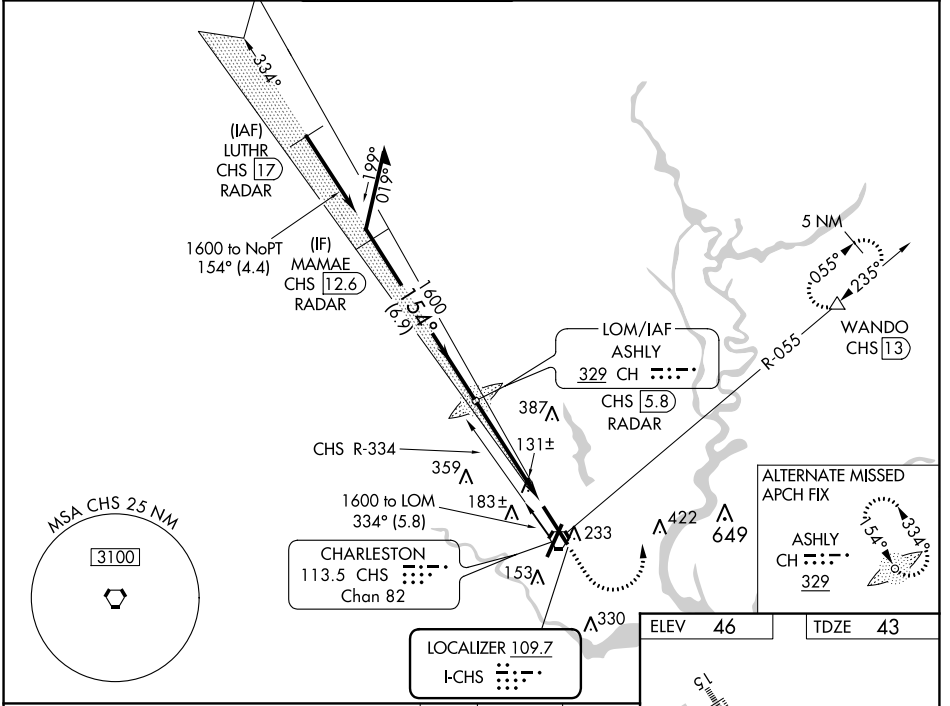 334°
(IAF)
LUTHR
CHS 17
RADAR
199°
019°
1600 to NoPT
154° (4.4)
(IF)
MAMAE
CHS 12.6
RADAR
1600
154°
(6.9)
5 NM
055°
235°
WANDO
CHS 13
R-055
LOM/IAF
ASHLY
329 CH
CHS 5.8
RADAR
387
131±
CHS R-334
359
183±
1600 to LOM
334° (5.8)
233
422
649
153
330
CHARLESTON
113.5 CHS
Chan 82
LOCALIZER 109.7
I-CHS
MSA CHS 25 NM
3100
ALTERNATE MISSED
APCH FIX
ASHLY
CH
329
154°
334°
ELEV 46
TDZE 43
15